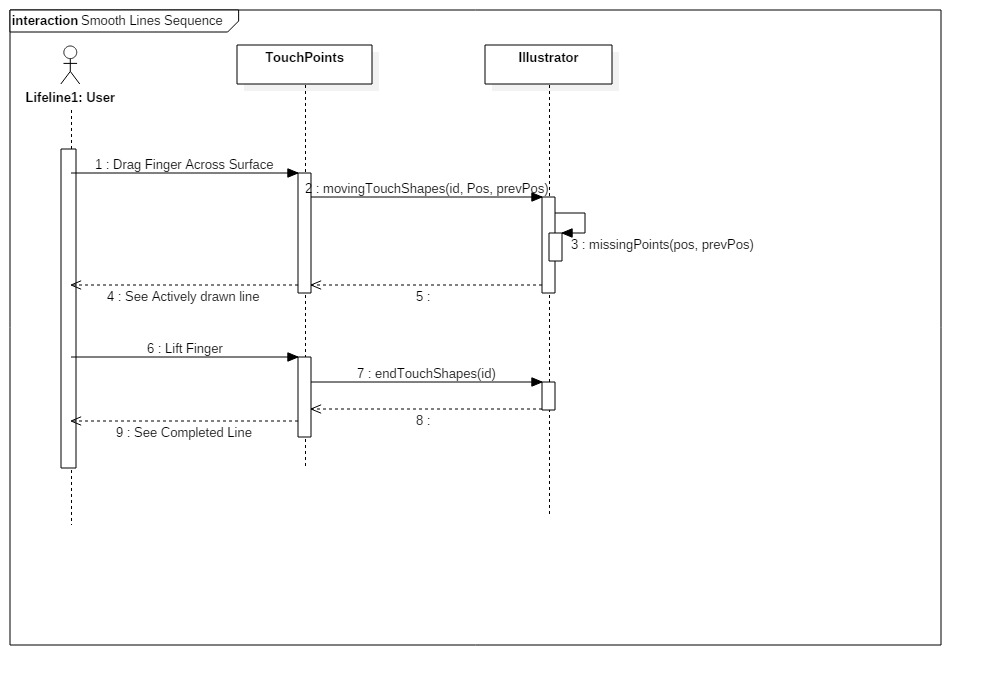 interaction Smooth Lines Sequence
TouchPoints
Illustrator
Lifeline1: User
1 : Drag Finger Across Surface
2 : movingTouchShapes(id, Pos, prevPos)
3 : missingPoints(pos, prevPos)
4 : See Actively drawn line
5 :
6 : Lift Finger
7 : endTouchShapes(id)
8 :
9 : See Completed Line